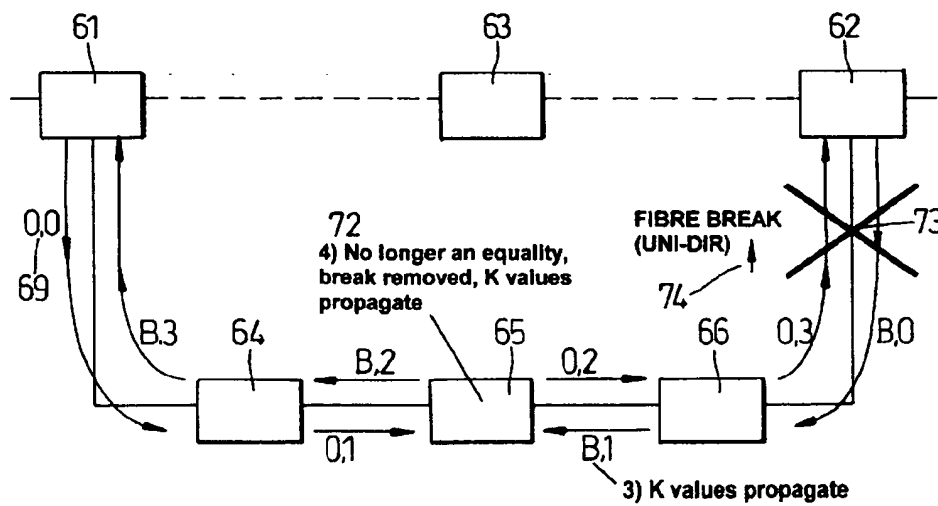 61
63
62
0,0
69
72
4) No longer an equality,
break removed, K values
propagate
FIBRE BREAK
(UNI-DIR)
73
74
B.3
64
B,2
65
0,2
66
0,3
B,0
0,1
B,1
3) K values propagate